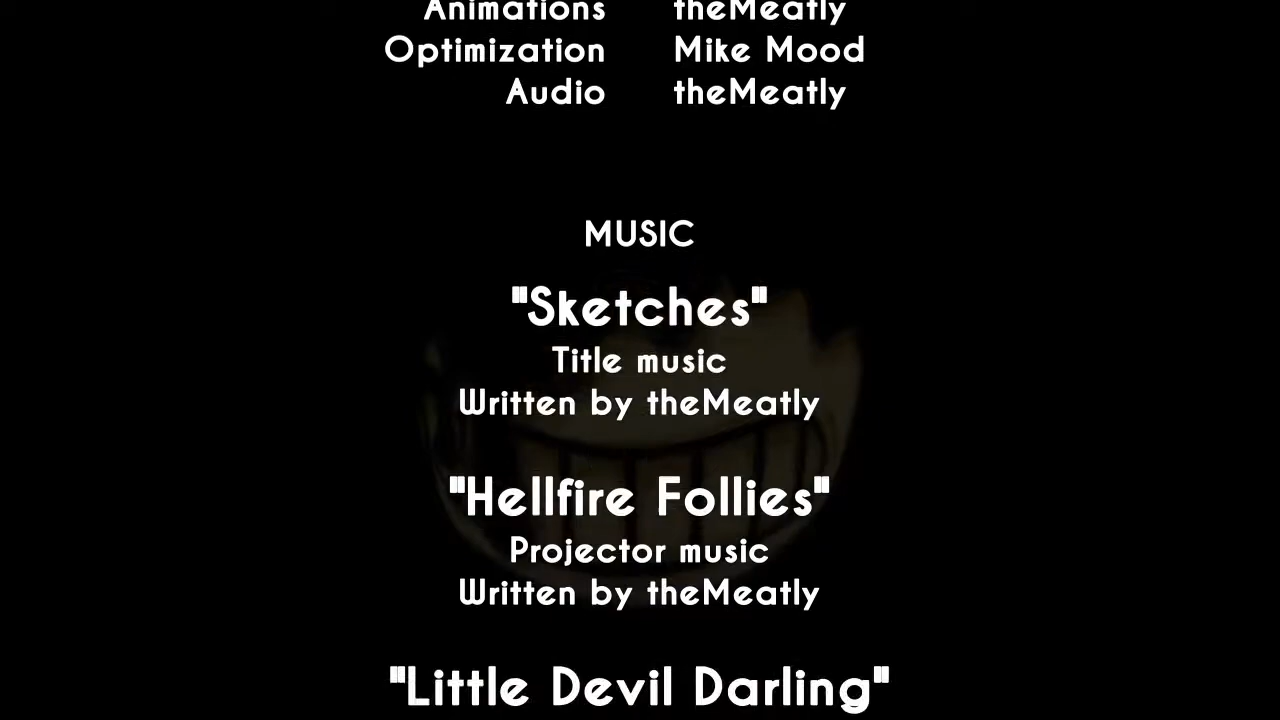 Animations theMeatly
Optimization Mike Mood
Audio theMeatly
MUSIC
"Sketches"
Title music
Written by theMeatly
"Hellfire Follies"
Projector music
Written by theMeatly
"Little Devil Darling"